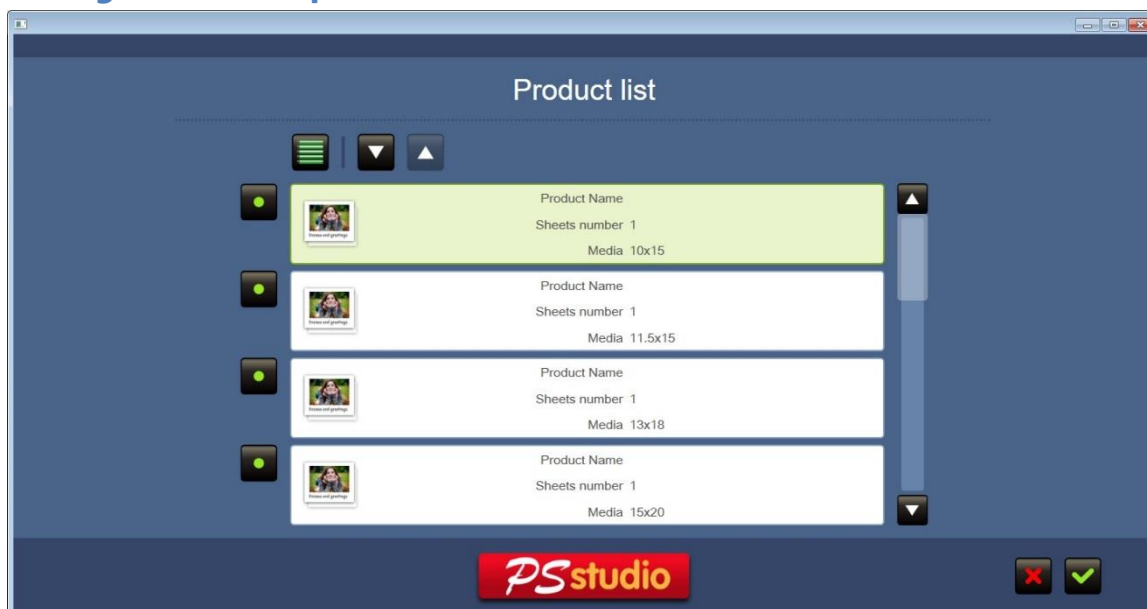 Product list
Product Name
Sheets number 1
Media 10x15
Product Name
Sheets number 1
Media 11.5x15
Product Name
Sheets number 1
Media 13x18
Product Name
Sheets number 1
Media 15x20
PSstudio